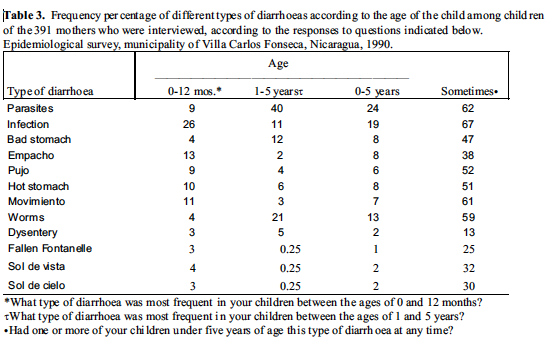 Table 3. Frequency percentage of different types of diarrhoeas according to the age of the child among children
of the 391 mothers who were interviewed, according to the responses to questions indicated below.
Epidemiological survey, municipality of Villa Carlos Fonseca, Nicaragua, 1990.
Age
Type of diarrhoea 0-12 mos.* 1-5 yearsτ 0-5 years Sometimes•
Parasites 9 40 24 62
Infection 26 11 19 67
Bad stomach 4 12 8 47
Empacho 13 2 8 38
Pujo 9 4 6 52
Hot stomach 10 6 8 51
Movimiento 11 3 7 61
Worms 4 21 13 59
Dysentery 3 5 2 13
Fallen Fontanelle 3 0.25 1 25
Sol de vista 4 0.25 2 32
Sol de cielo 3 0.25 2 30
*What type of diarrhoea was most frequent in your children between the ages of 0 and 12 months?
τWhat type of diarrhoea was most frequent in your children between the ages of 1 and 5 years?
•Had one or more of your children under five years of age this type of diarrhoea at any time?